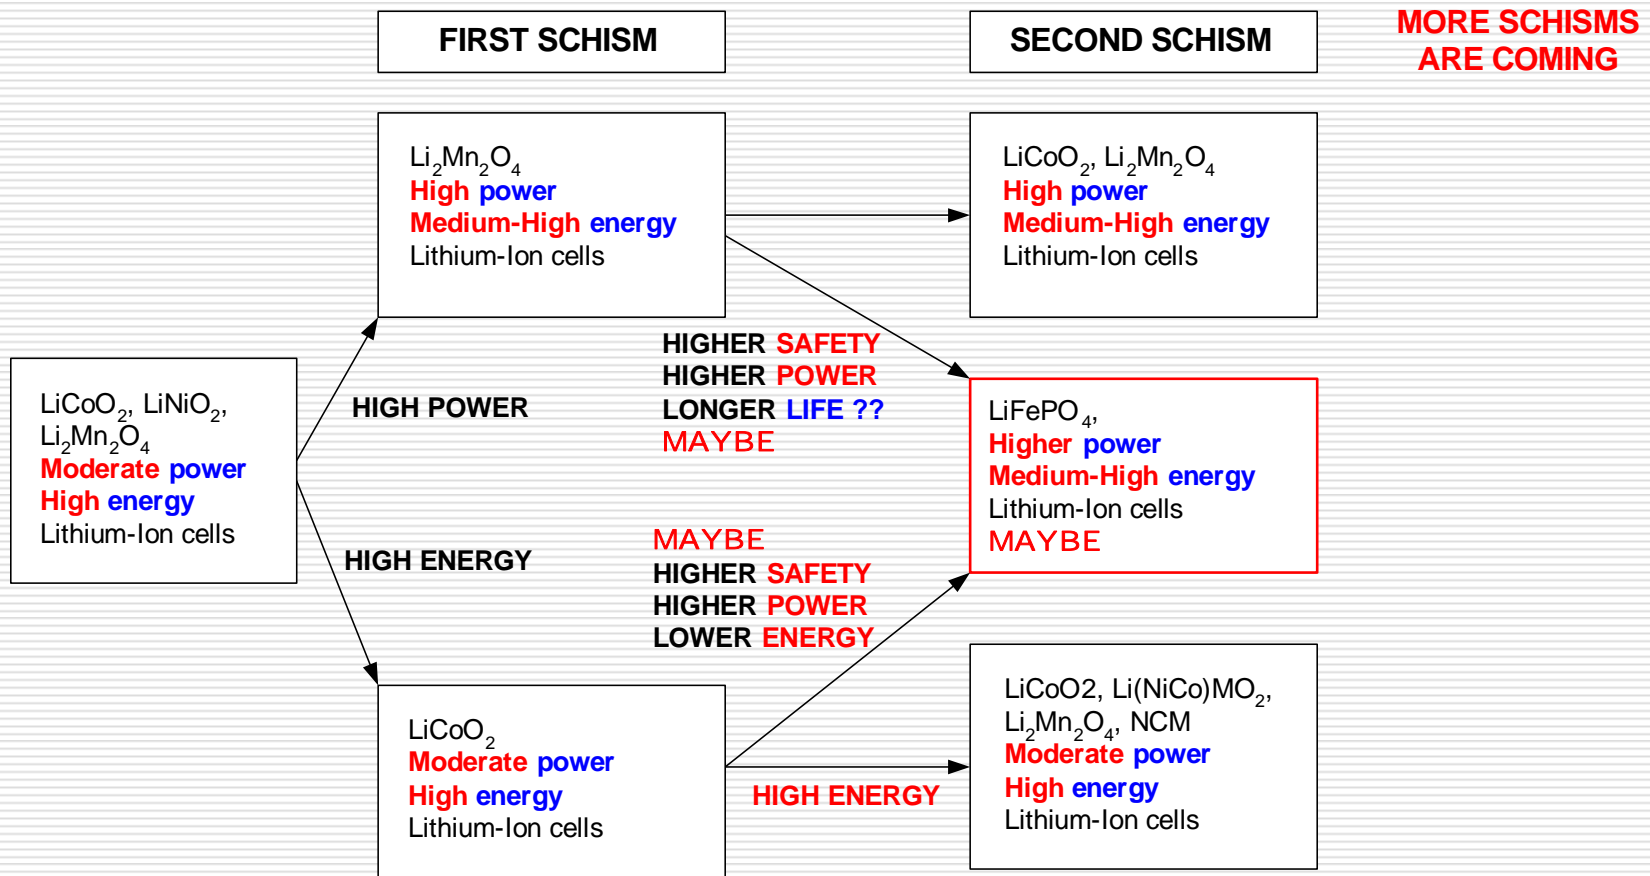 FIRST SCHISM
SECOND SCHISM
MORE SCHISMS
ARE COMING
Li₂Mn₂O₄
High power
Medium-High energy
Lithium-Ion cells
LiCoO₂, Li₂Mn₂O₄
High power
Medium-High energy
Lithium-Ion cells
LiCoO₂, LiNiO₂,
Li₂Mn₂O₄
Moderate power
High energy
Lithium-Ion cells
HIGH POWER
HIGHER SAFETY
HIGHER POWER
LONGER LIFE ??
MAYBE
LiFePO₄,
Higher power
Medium-High energy
Lithium-Ion cells
MAYBE
HIGH ENERGY
MAYBE
HIGHER SAFETY
HIGHER POWER
LOWER ENERGY
LiCoO₂
Moderate power
High energy
Lithium-Ion cells
HIGH ENERGY
LiCoO2, Li(NiCo)MO₂,
Li₂Mn₂O₄, NCM
Moderate power
High energy
Lithium-Ion cells